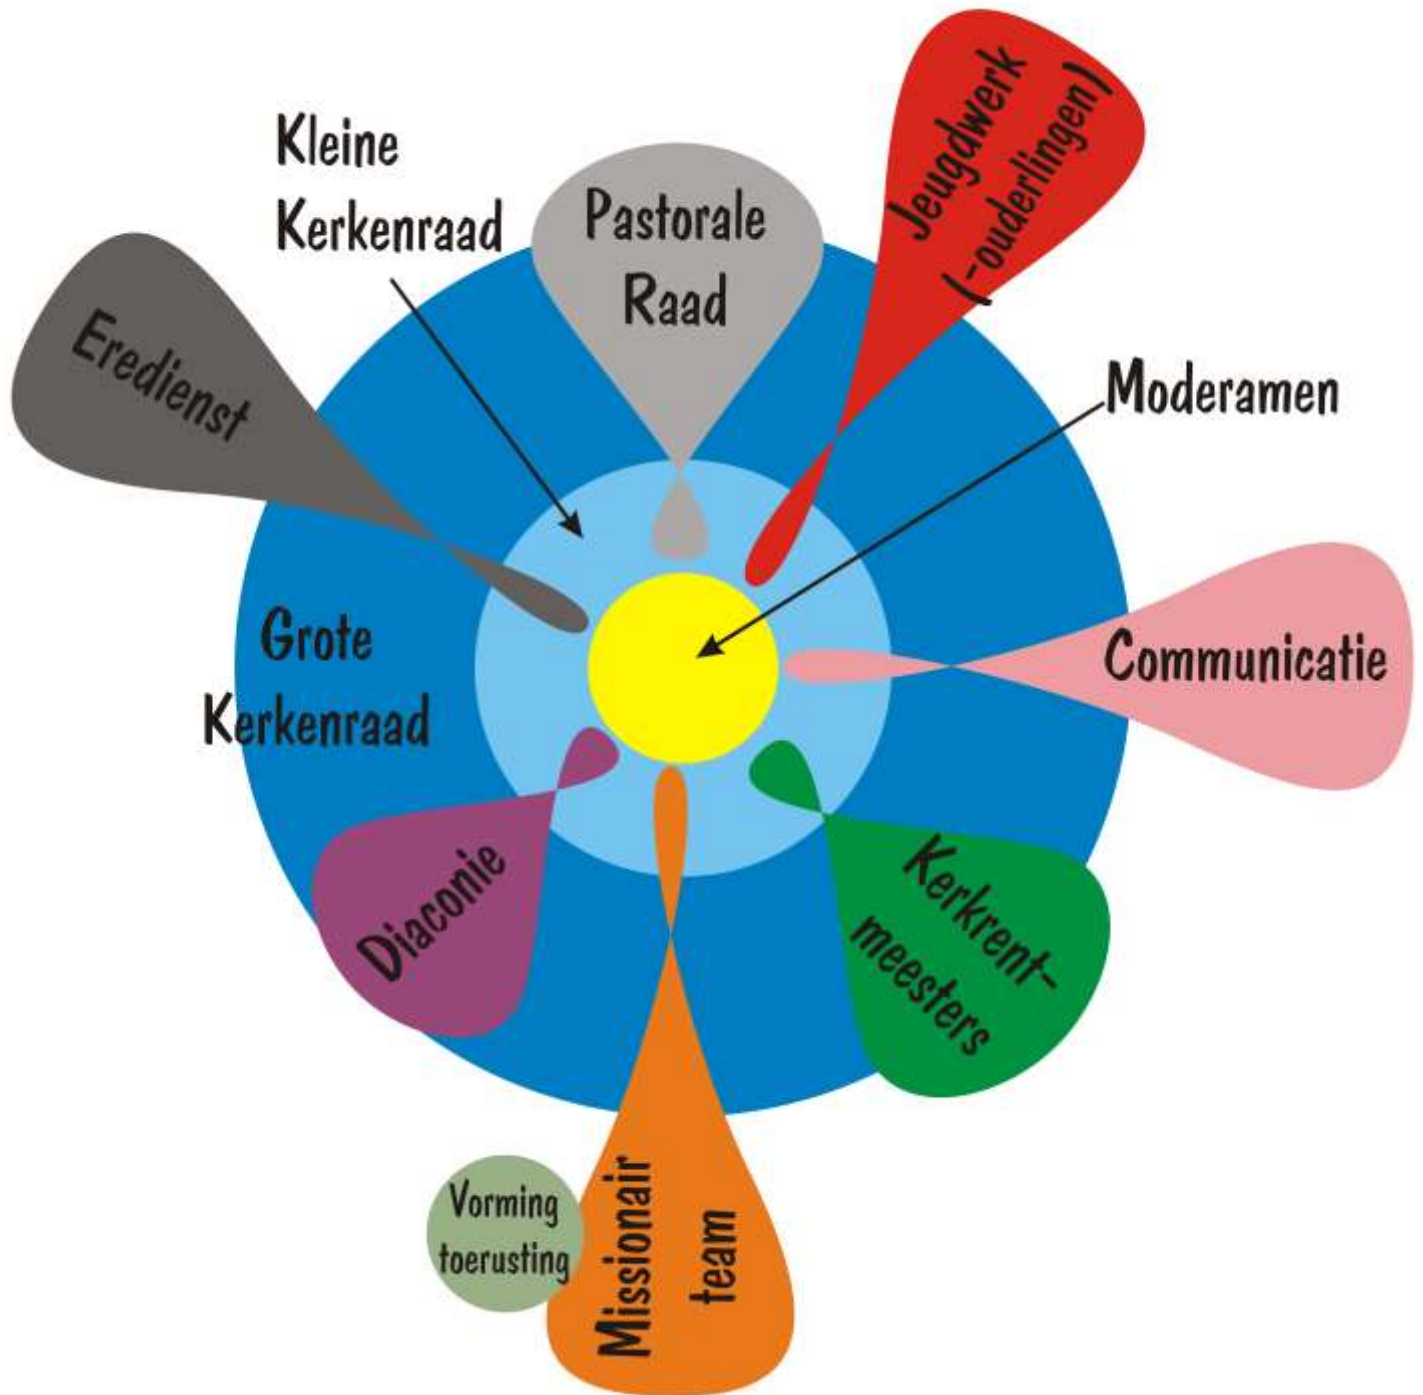 Kleine
Kerkenraad
Pastorale
Raad
Jeugdwerk
(-ouderlingen)
Eredienst
Moderamen
Grote
Kerkenraad
Communicatie
Diaconie
Kerkrent-
meesters
Vorming
toerusting
Missionair
team